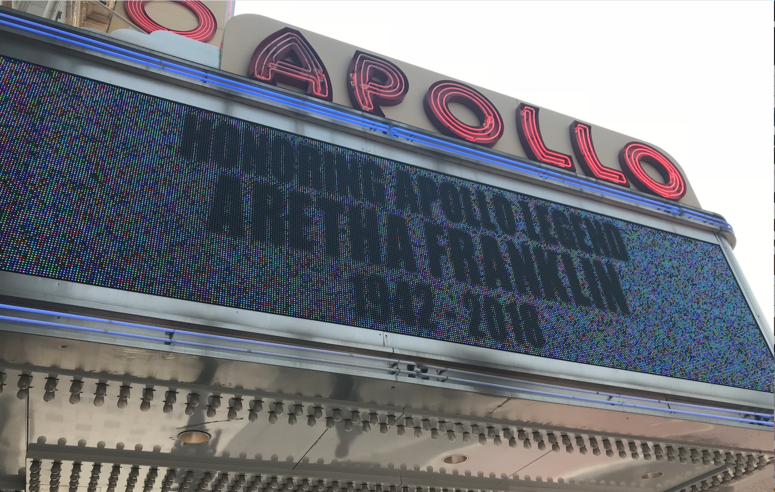 O
APOLLO
HONORING APOLLO LEGEND
ARETHA FRANKLIN
1942 - 2018